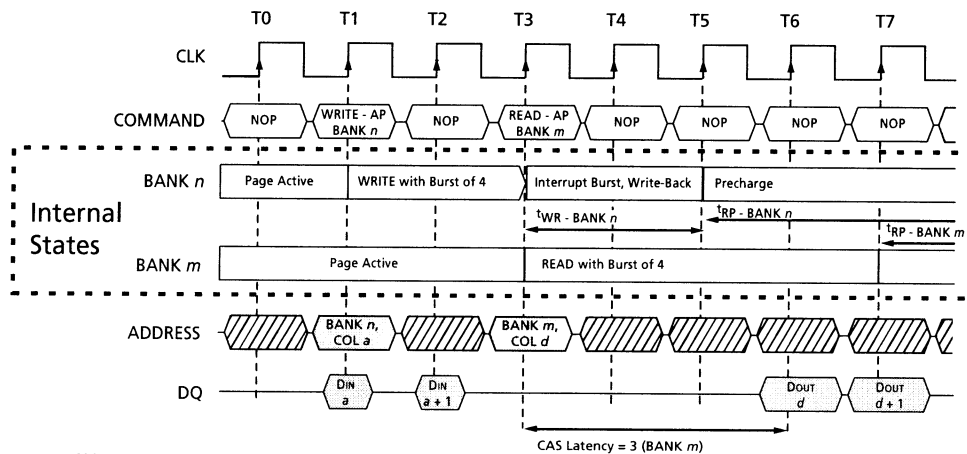 T0 T1 T2 T3 T4 T5 T6 T7
CLK
COMMAND NOP WRITE - AP BANK n NOP READ - AP BANK m NOP NOP NOP NOP
Internal States
BANK n Page Active WRITE with Burst of 4 Interrupt Burst, Write-Back Precharge
tWR - BANK n tRP - BANK n
tRP - BANK m
BANK m Page Active READ with Burst of 4
ADDRESS BANK n, COL a BANK m, COL d
DQ DIN a DIN a + 1 DOUT d DOUT d + 1
CAS Latency = 3 (BANK m)